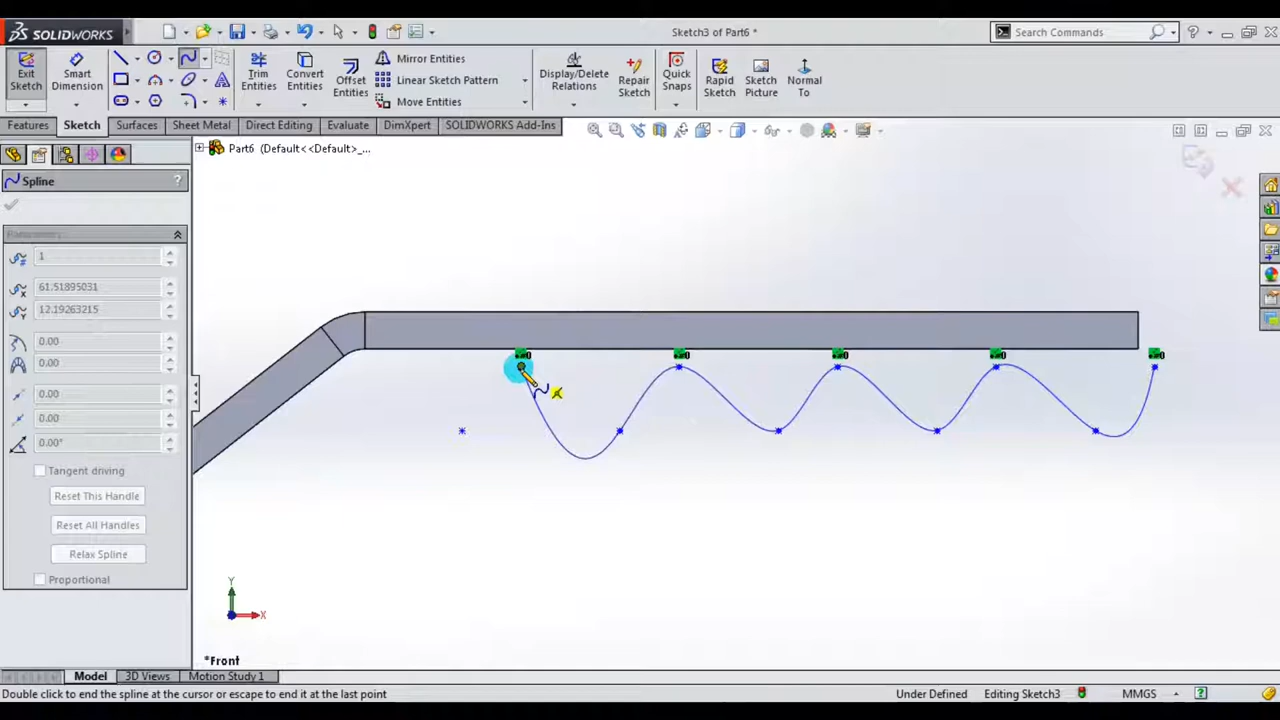 SOLIDWORKS
Sketch3 of Part6 *
Search Commands
?
Exit Sketch
Smart Dimension
Trim Entities
Convert Entities
Offset Entities
Mirror Entities
Linear Sketch Pattern
Move Entities
Display/Delete Relations
Repair Sketch
Quick Snaps
Rapid Sketch
Sketch Picture
Normal To
Features
Sketch
Surfaces
Sheet Metal
Direct Editing
Evaluate
DimXpert
SOLIDWORKS Add-Ins
Part6 (Default<<Default>_...
Spline
?
1
61.51895031
12.19263215
0.00
0.00
0.00
0.00
0.00°
Tangent driving
Reset This Handle
Reset All Handles
Relax Spline
Proportional
Y
X
*Front
Model
3D Views
Motion Study 1
Double click to end the spline at the cursor or escape to end it at the last point
Under Defined
Editing Sketch3
MMGS
?